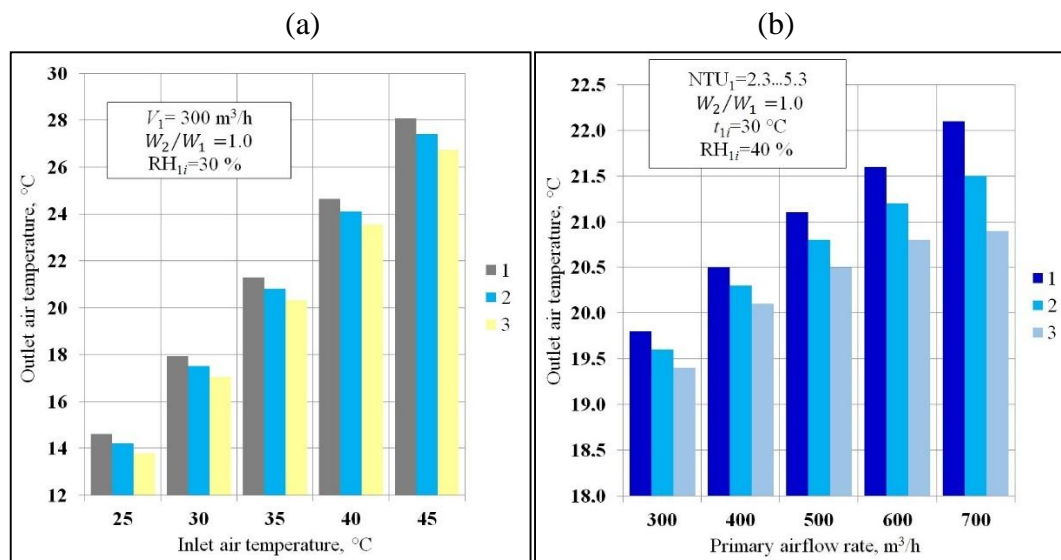 (a)
30
28
26
24
22
20
18
16
14
12
Outlet air temperature, °C
V₁= 300 m³/h
W₂/W₁ =1.0
RH₁ᵢ=30 %
1
2
3
25 30 35 40 45
Inlet air temperature, °C
(b)
22.5
22.0
21.5
21.0
20.5
20.0
19.5
19.0
18.5
18.0
Outlet air temperature, °C
NTU₁=2.3...5.3
W₂/W₁ =1.0
t₁ᵢ=30 °C
RH₁ᵢ=40 %
1
2
3
300 400 500 600 700
Primary airflow rate, m³/h